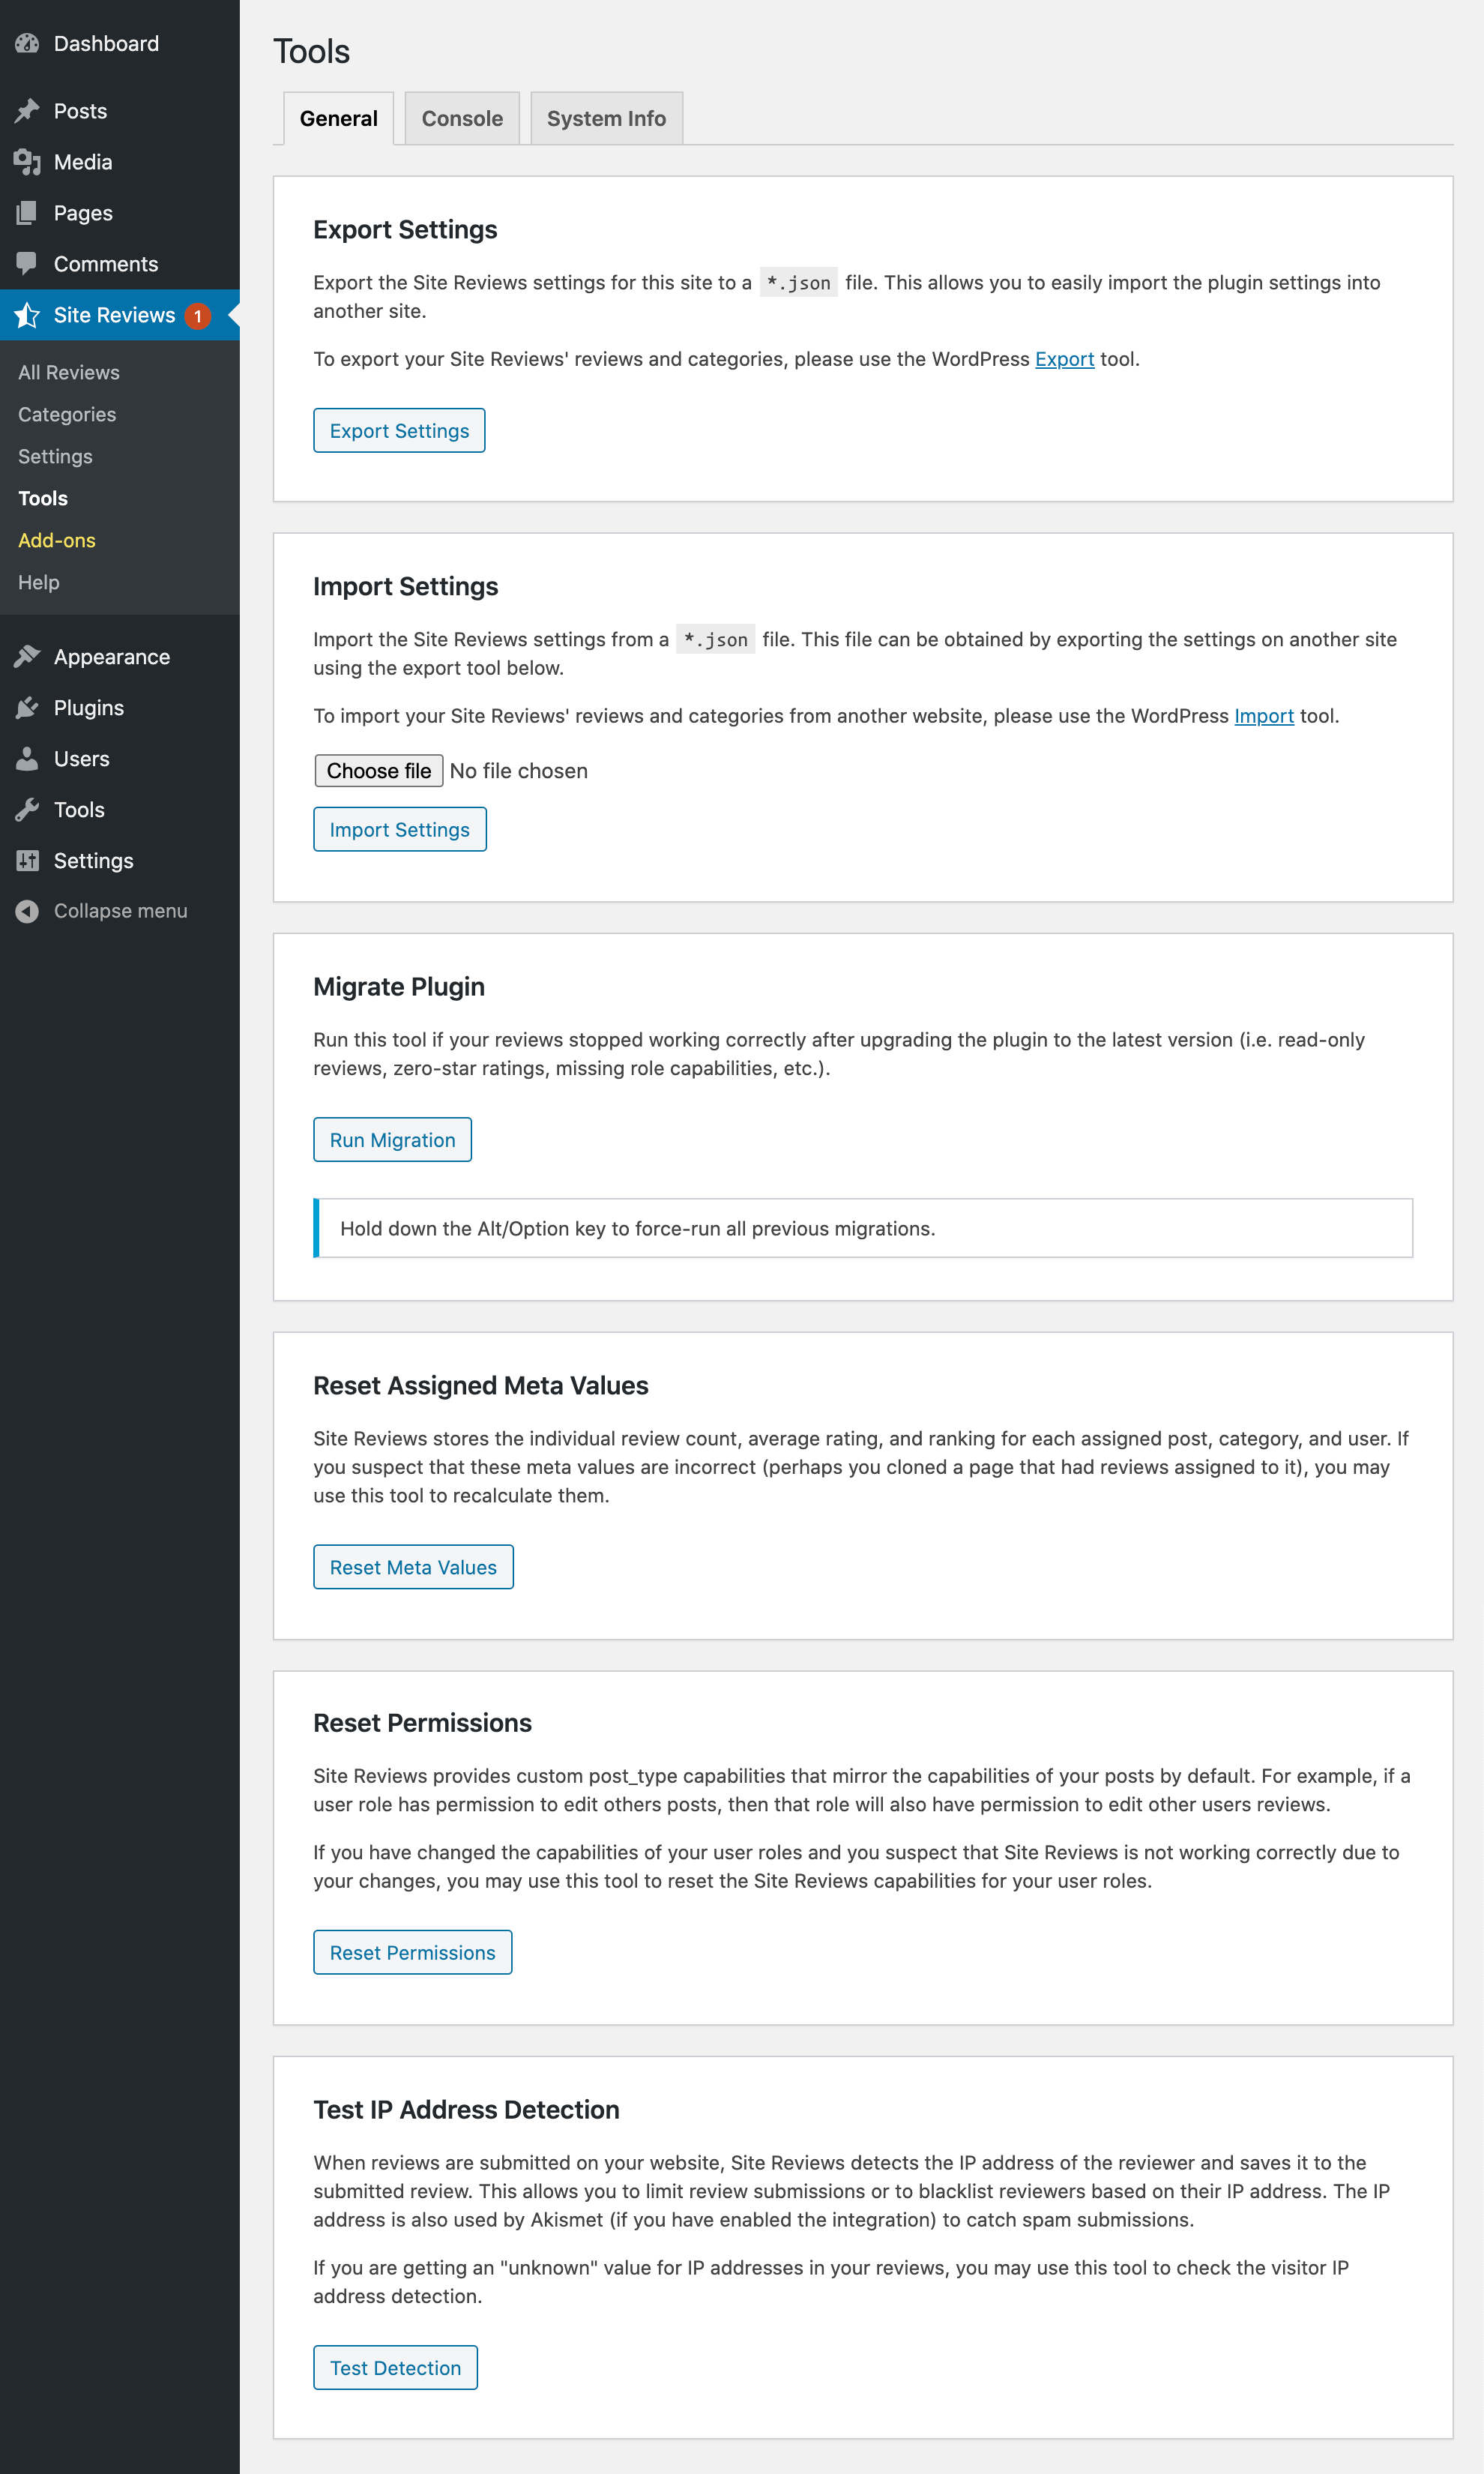 Dashboard
Posts
Media
Pages
Comments
Site Reviews 1
All Reviews
Categories
Settings
Tools
Add-ons
Help
Appearance
Plugins
Users
Tools
Settings
Collapse menu
Tools
General Console System Info
Export Settings
Export the Site Reviews settings for this site to a *.json file. This allows you to easily import the plugin settings into
another site.
To export your Site Reviews' reviews and categories, please use the WordPress Export tool.
Export Settings
Import Settings
Import the Site Reviews settings from a *.json file. This file can be obtained by exporting the settings on another site
using the export tool below.
To import your Site Reviews' reviews and categories from another website, please use the WordPress Import tool.
Choose file No file chosen
Import Settings
Migrate Plugin
Run this tool if your reviews stopped working correctly after upgrading the plugin to the latest version (i.e. read-only
reviews, zero-star ratings, missing role capabilities, etc.).
Run Migration
Hold down the Alt/Option key to force-run all previous migrations.
Reset Assigned Meta Values
Site Reviews stores the individual review count, average rating, and ranking for each assigned post, category, and user. If
you suspect that these meta values are incorrect (perhaps you cloned a page that had reviews assigned to it), you may
use this tool to recalculate them.
Reset Meta Values
Reset Permissions
Site Reviews provides custom post_type capabilities that mirror the capabilities of your posts by default. For example, if a
user role has permission to edit others posts, then that role will also have permission to edit other users reviews.
If you have changed the capabilities of your user roles and you suspect that Site Reviews is not working correctly due to
your changes, you may use this tool to reset the Site Reviews capabilities for your user roles.
Reset Permissions
Test IP Address Detection
When reviews are submitted on your website, Site Reviews detects the IP address of the reviewer and saves it to the
submitted review. This allows you to limit review submissions or to blacklist reviewers based on their IP address. The IP
address is also used by Akismet (if you have enabled the integration) to catch spam submissions.
If you are getting an "unknown" value for IP addresses in your reviews, you may use this tool to check the visitor IP
address detection.
Test Detection